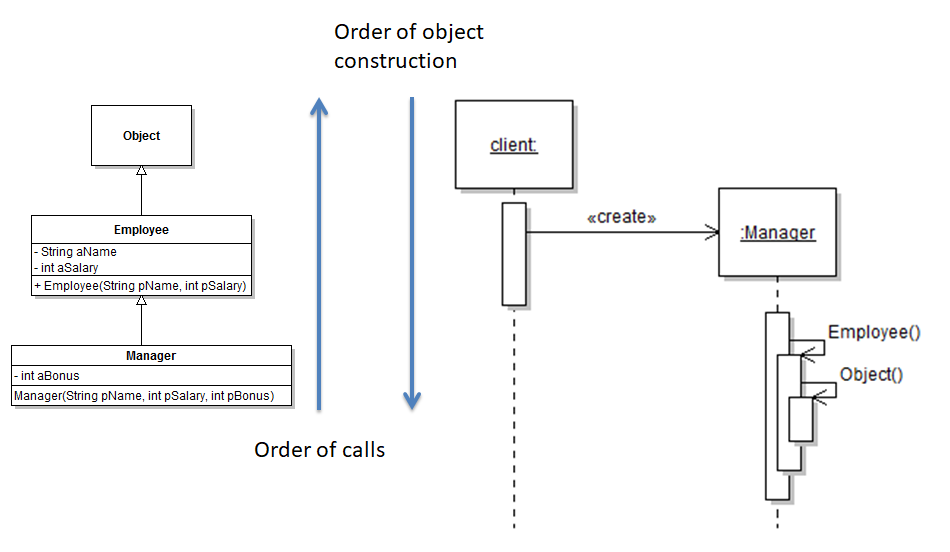 Order of object
construction
Object
Employee
- String aName
- int aSalary
+ Employee(String pName, int pSalary)
Manager
- int aBonus
Manager(String pName, int pSalary, int pBonus)
Order of calls
client:
«create»
:Manager
Employee()
Object()